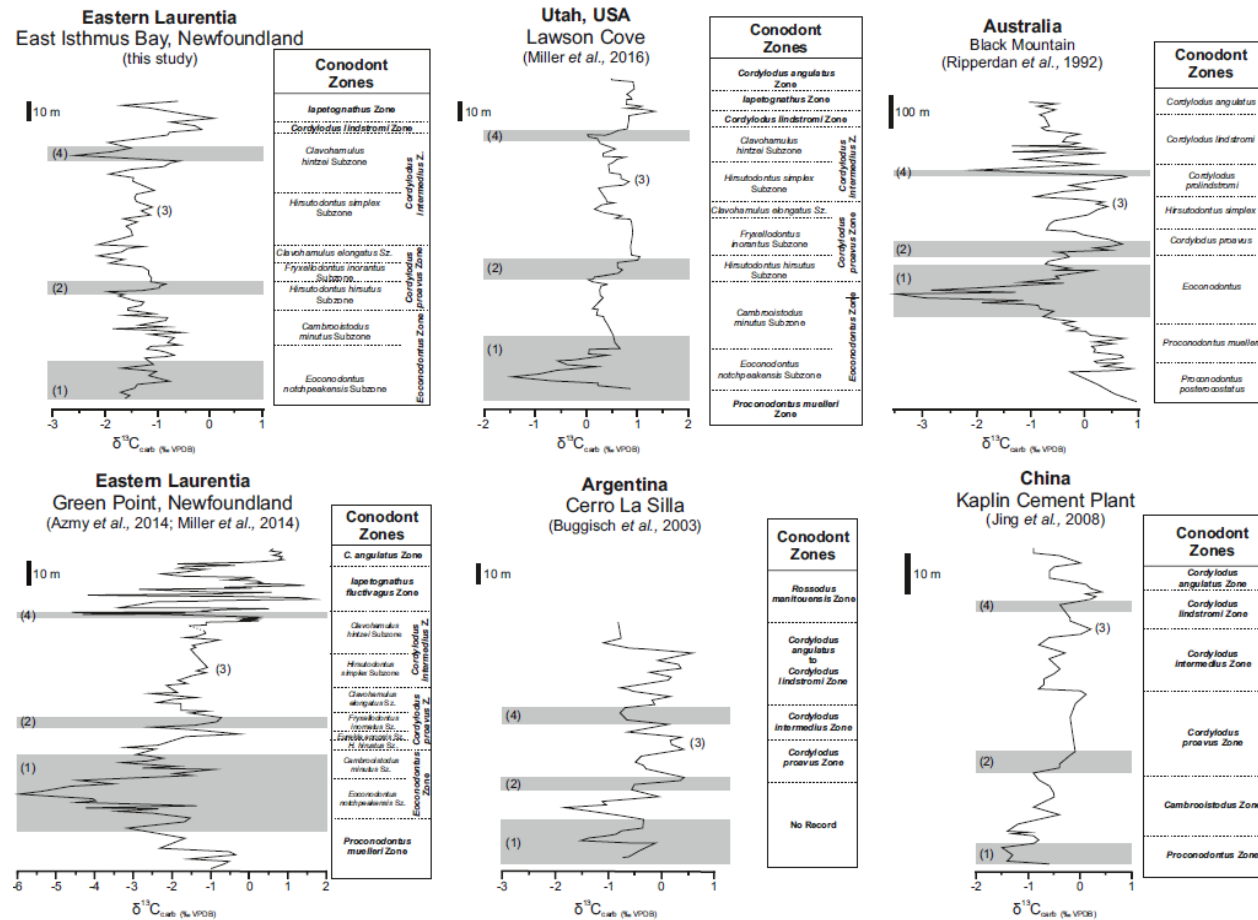 Eastern Laurentia
East Isthmus Bay, Newfoundland
(this study)
10 m
(4)
(3)
(2)
(1)
-3 -2 -1 0 1
δ13Ccarb (‰ VPDB)
Conodont
Zones
Iapetognathus Zone
Cordylodus lindstromi Zone
Clavohamulus
hintzei Subzone
Hirsutodontus simplex
Subzone
Cordylodus
intermedius Z.
Clavohamulus elongatus Sz.
Fryxellodontus inorantus
Subzone
Hirsutodontus hirsutus
Subzone
Cordylodus
proavus Zone
Cambrooistodus
minutus Subzone
Eoconodontus
notchpeakensis Subzone
Eoconodontus Zone
Utah, USA
Lawson Cove
(Miller et al., 2016)
10 m
(4)
(3)
(2)
(1)
-2 -1 0 1 2
δ13Ccarb (‰ VPDB)
Conodont
Zones
Cordylodus angulatus
Zone
Iapetognathus Zone
Cordylodus lindstromi Zone
Clavohamulus
hintzei Subzone
Hirsutodontus simplex
Subzone
Cordylodus
intermedius Z.
Clavohamulus elongatus Sz.
Fryxellodontus
inorantus Subzone
Hirsutodontus hirsutus
Subzone
Cordylodus
proavus Zone
Cambrooistodus
minutus Subzone
Eoconodontus
notchpeakensis Subzone
Eoconodontus Zone
Proconodontus muelleri
Zone
Australia
Black Mountain
(Ripperdan et al., 1992)
100 m
(4)
(3)
(2)
(1)
-3 -2 -1 0 1
δ13Ccarb (‰ VPDB)
Conodont
Zones
Cordylodus angulatus
Cordylodus lindstromi
Cordylodus
prolindstromi
Hirsutodontus simplex
Cordylodus proavus
Eoconodontus
Proconodontus muelleri
Proconodontus
posterocostatus
Eastern Laurentia
Green Point, Newfoundland
(Azmy et al., 2014; Miller et al., 2014)
10 m
(4)
(3)
(2)
(1)
-6 -5 -4 -3 -2 -1 0 1 2
δ13Ccarb (‰ VPDB)
Conodont
Zones
C. angulatus Zone
Iapetognathus
fluctivagus Zone
Clavohamulus
hintzei Subzone
Hirsutodontus
simplex Subzone
Cordylodus
intermedius Z.
Clavohamulus
elongatus Sz.
Fryxellodontus
inornatus Sz.
H. hirsutus Sz.
Cordylodus
proavus Z.
Cambrooistodus
minutus Sz.
Eoconodontus
notchpeakensis Sz.
Eoconodontus
Zone
Proconodontus
muelleri Zone
Argentina
Cerro La Silla
(Buggisch et al., 2003)
10 m
(4)
(3)
(2)
(1)
-3 -2 -1 0 1
δ13Ccarb (‰ VPDB)
Conodont
Zones
Rossodus
manitouensis Zone
Cordylodus
angulatus
to
Cordylodus
lindstromi Zone
Cordylodus
intermedius Zone
Cordylodus
proavus Zone
No Record
China
Kaplin Cement Plant
(Jing et al., 2008)
10 m
(4)
(3)
(2)
(1)
-2 -1 0 1 2
δ13Ccarb (‰ VPDB)
Conodont
Zones
Cordylodus
angulatus Zone
Cordylodus
lindstromi Zone
Cordylodus
intermedius Zone
Cordylodus
proavus Zone
Cambrooistodus Zone
Proconodontus Zone